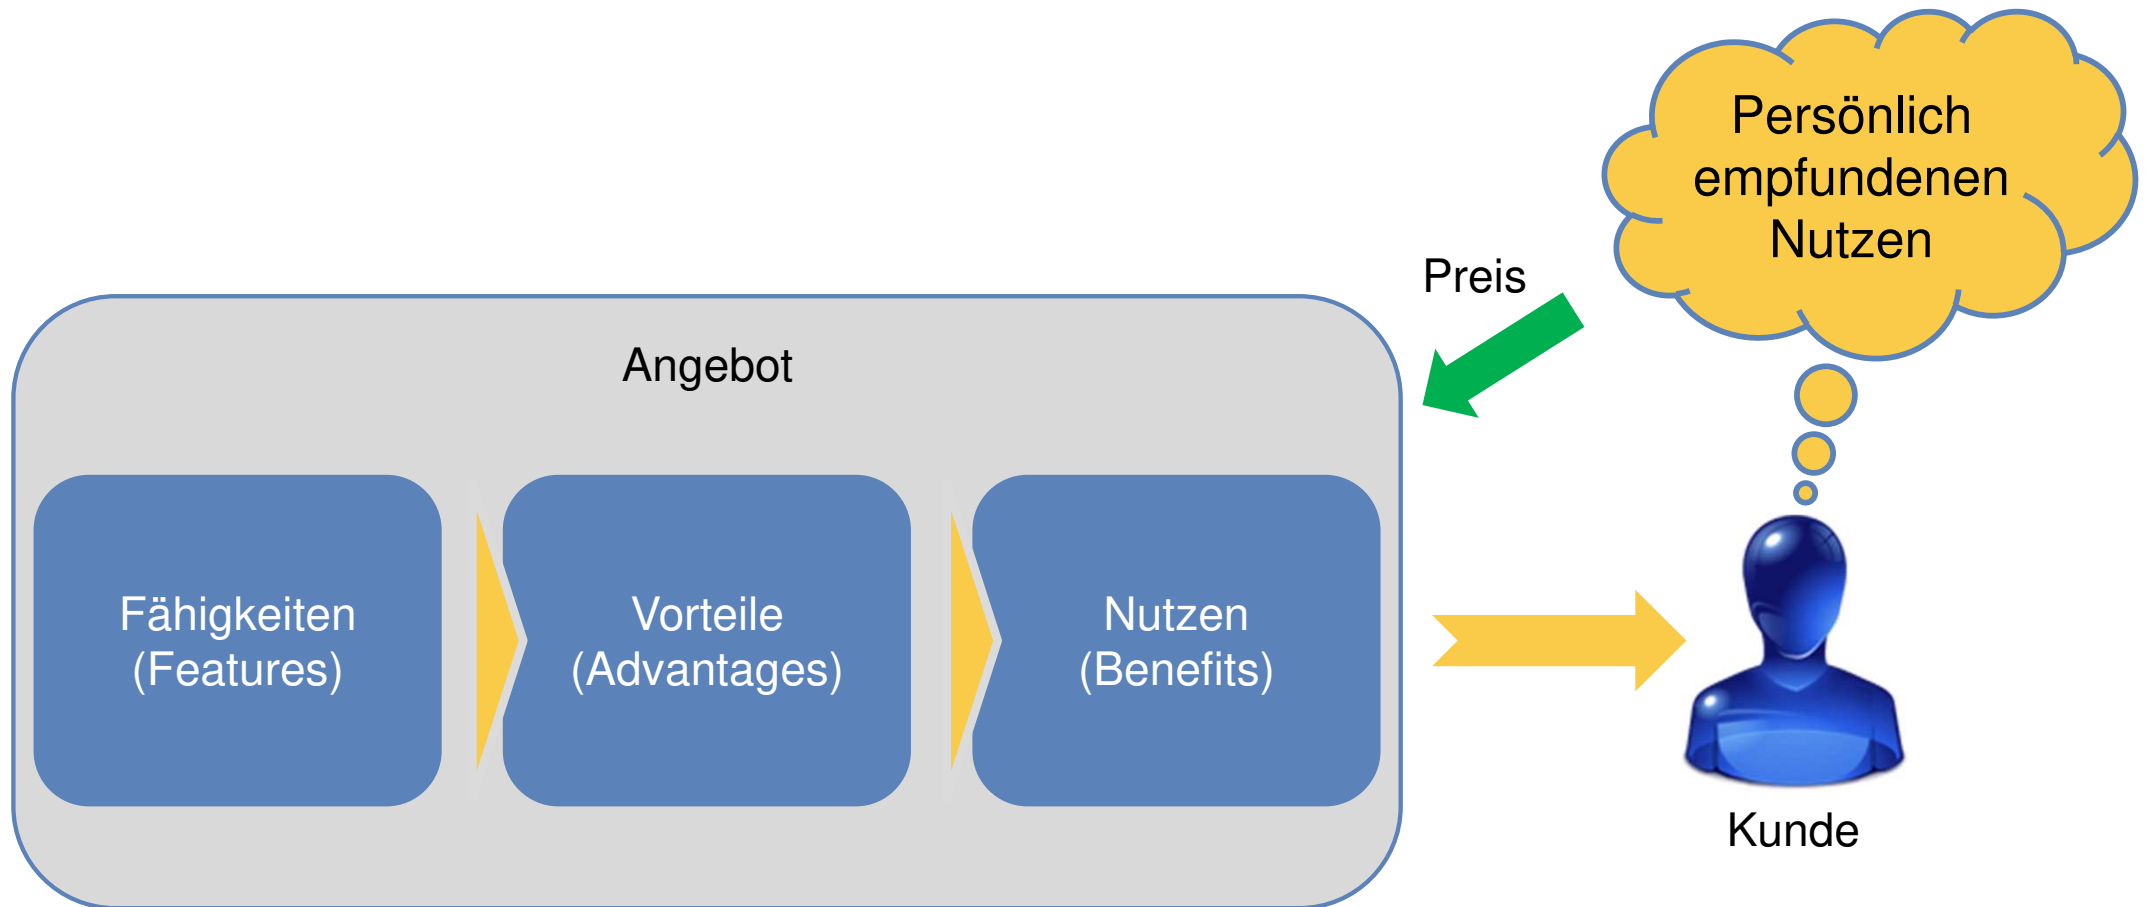 Persönlich
empfundenen
Nutzen
Preis
Angebot
Fähigkeiten
(Features)
Vorteile
(Advantages)
Nutzen
(Benefits)
Kunde